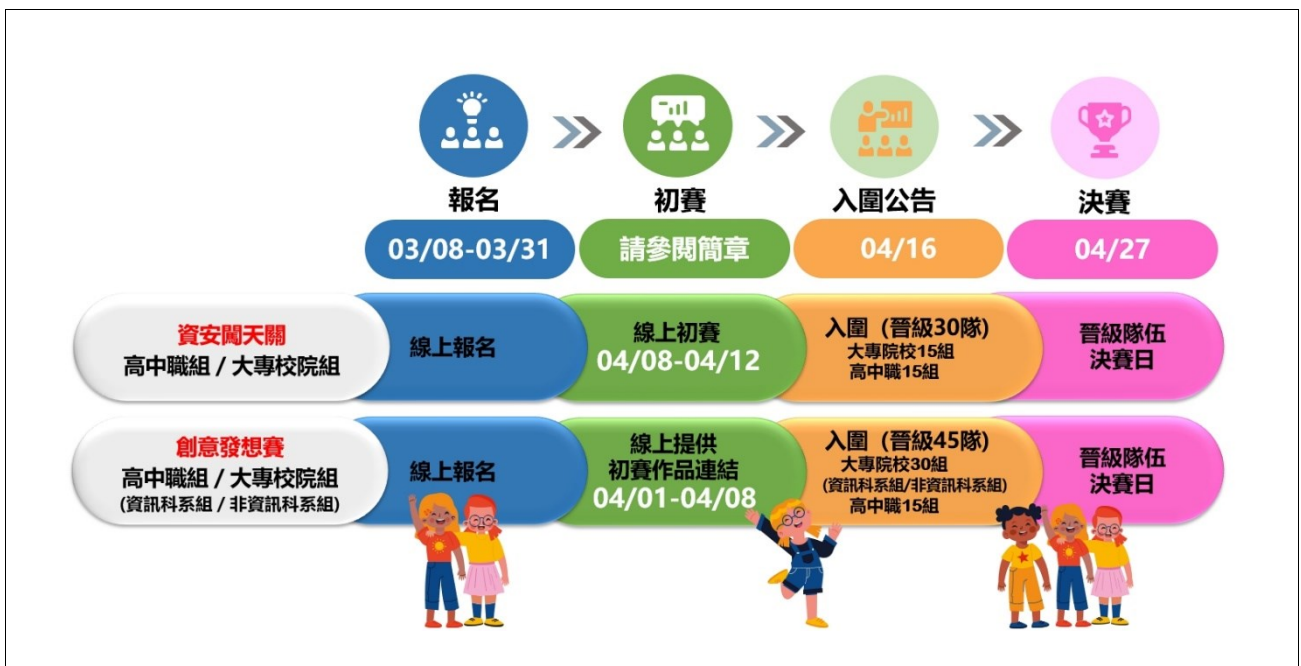 報名
初賽
入圍公告
決賽
03/08-03/31
請參閱簡章
04/16
04/27
資安闖天關
高中職組 / 大專校院組
線上報名
線上初賽
04/08-04/12
入圍（晉級30隊）
大專院校15組
高中職15組
晉級隊伍
決賽日
創意發想賽
高中職組 / 大專校院組
(資訊科系組 / 非資訊科系組)
線上報名
線上提供
初賽作品連結
04/01-04/08
入圍（晉級45隊）
大專院校30組
(資訊科系組/非資訊科系組)
高中職15組
晉級隊伍
決賽日